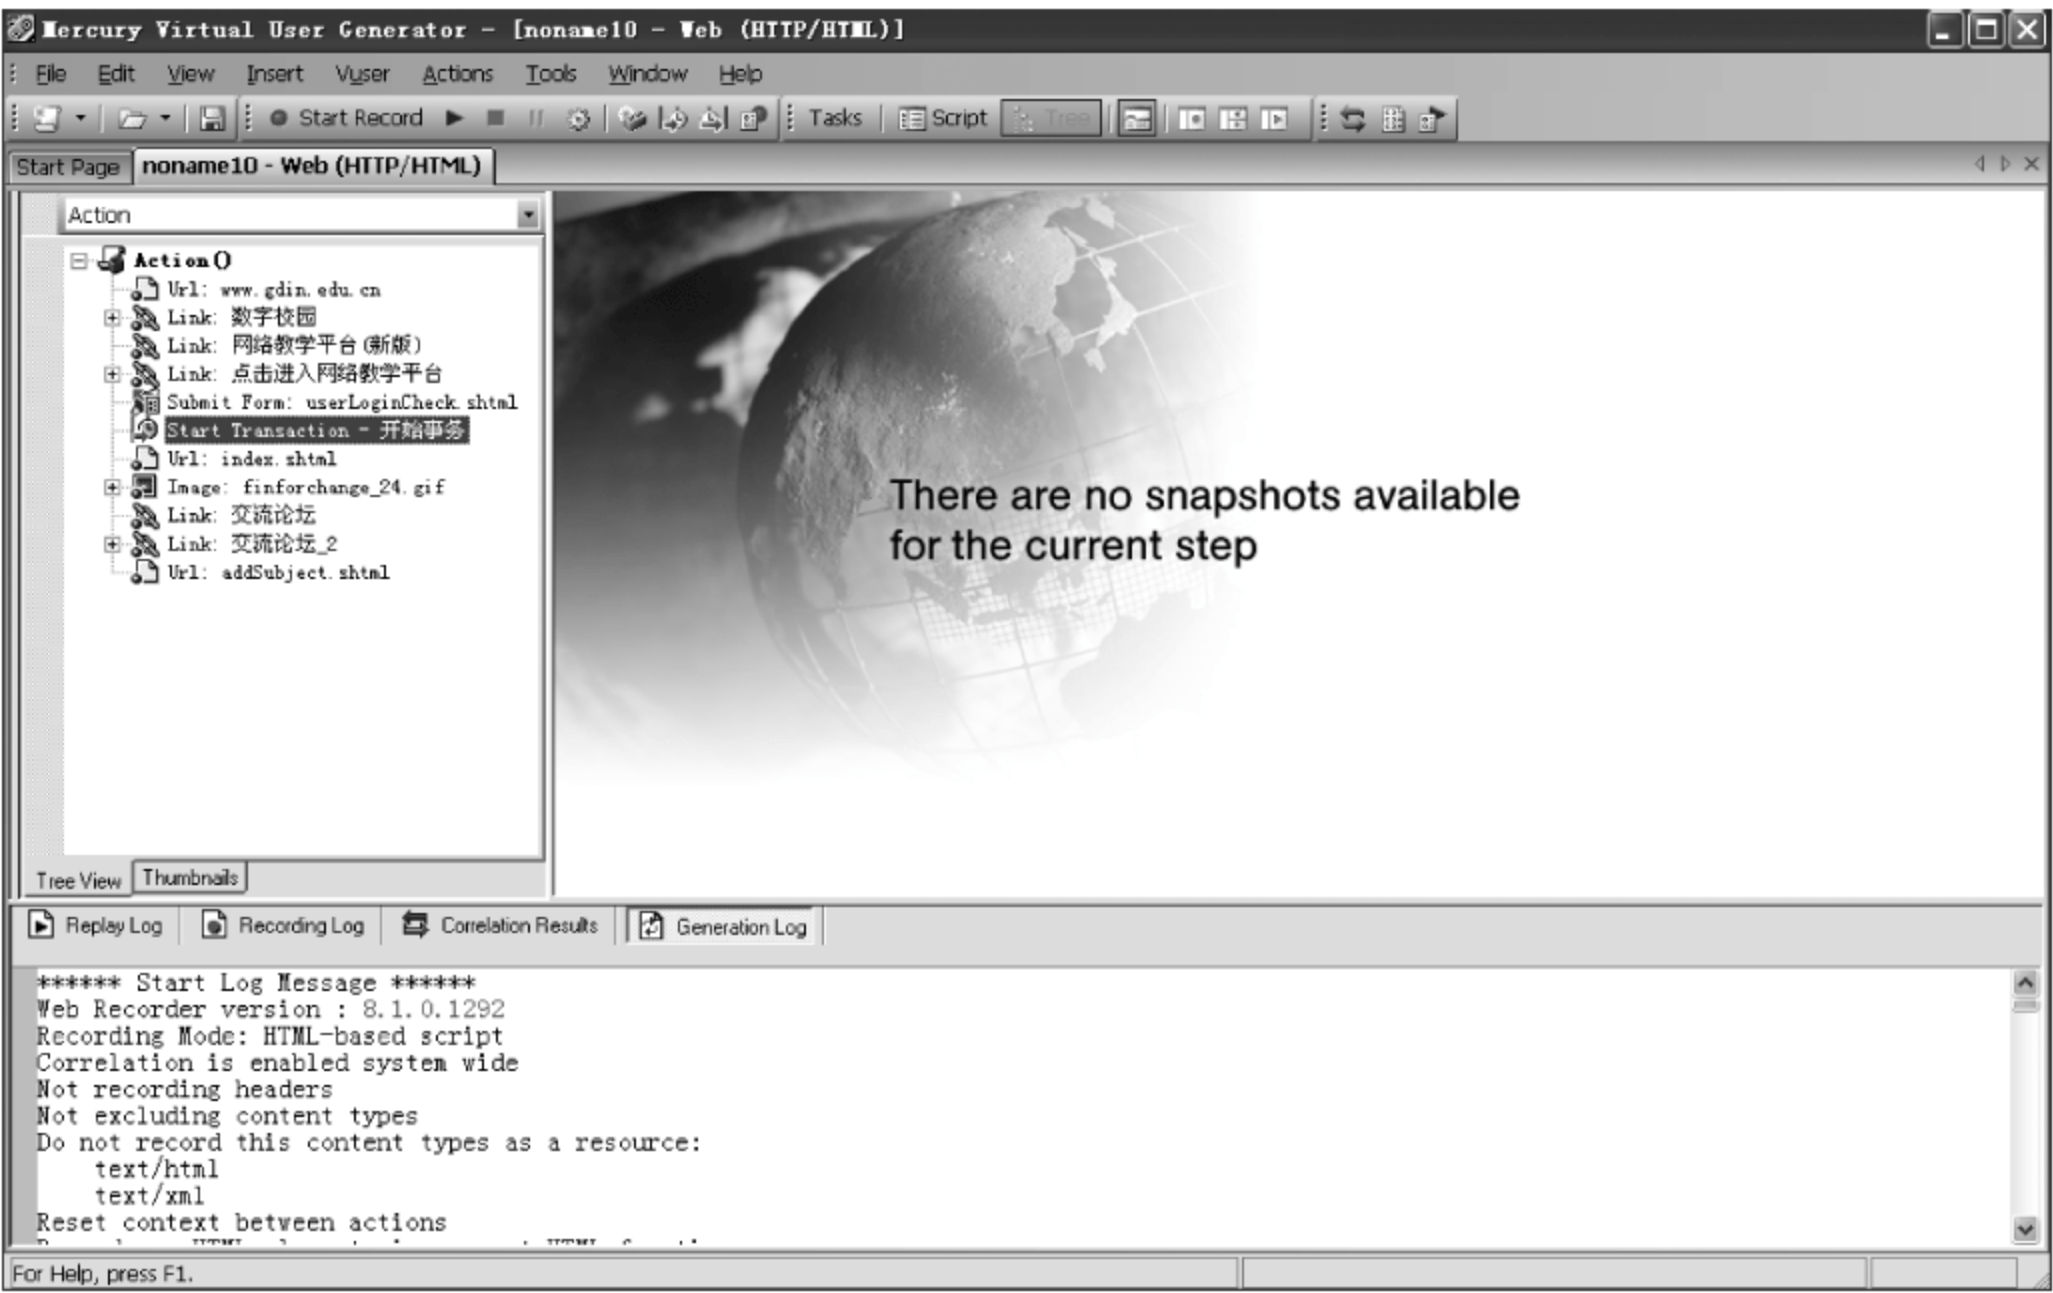 Mercury Virtual User Generator - [noname10 - Web (HTTP/HTML)]
File Edit View Insert Vuser Actions Tools Window Help
Start Record Tasks Script Tree
Start Page noname10 - Web (HTTP/HTML)
Action
Action()
Url: www.gdin.edu.cn
Link: 数字校园
Link: 网络教学平台(新版)
Link: 点击进入网络教学平台
Submit Form: userLoginCheck.shtml
Start Transaction - 开始事务
Url: index.shtml
Image: finforchange_24.gif
Link: 交流论坛
Link: 交流论坛_2
Url: addSubject.shtml
There are no snapshots available
for the current step
Tree View Thumbnails
Replay Log Recording Log Correlation Results Generation Log
****** Start Log Message ******
Web Recorder version : 8.1.0.1292
Recording Mode: HTML-based script
Correlation is enabled system wide
Not recording headers
Not excluding content types
Do not record this content types as a resource:
text/html
text/xml
Reset context between actions
For Help, press F1.